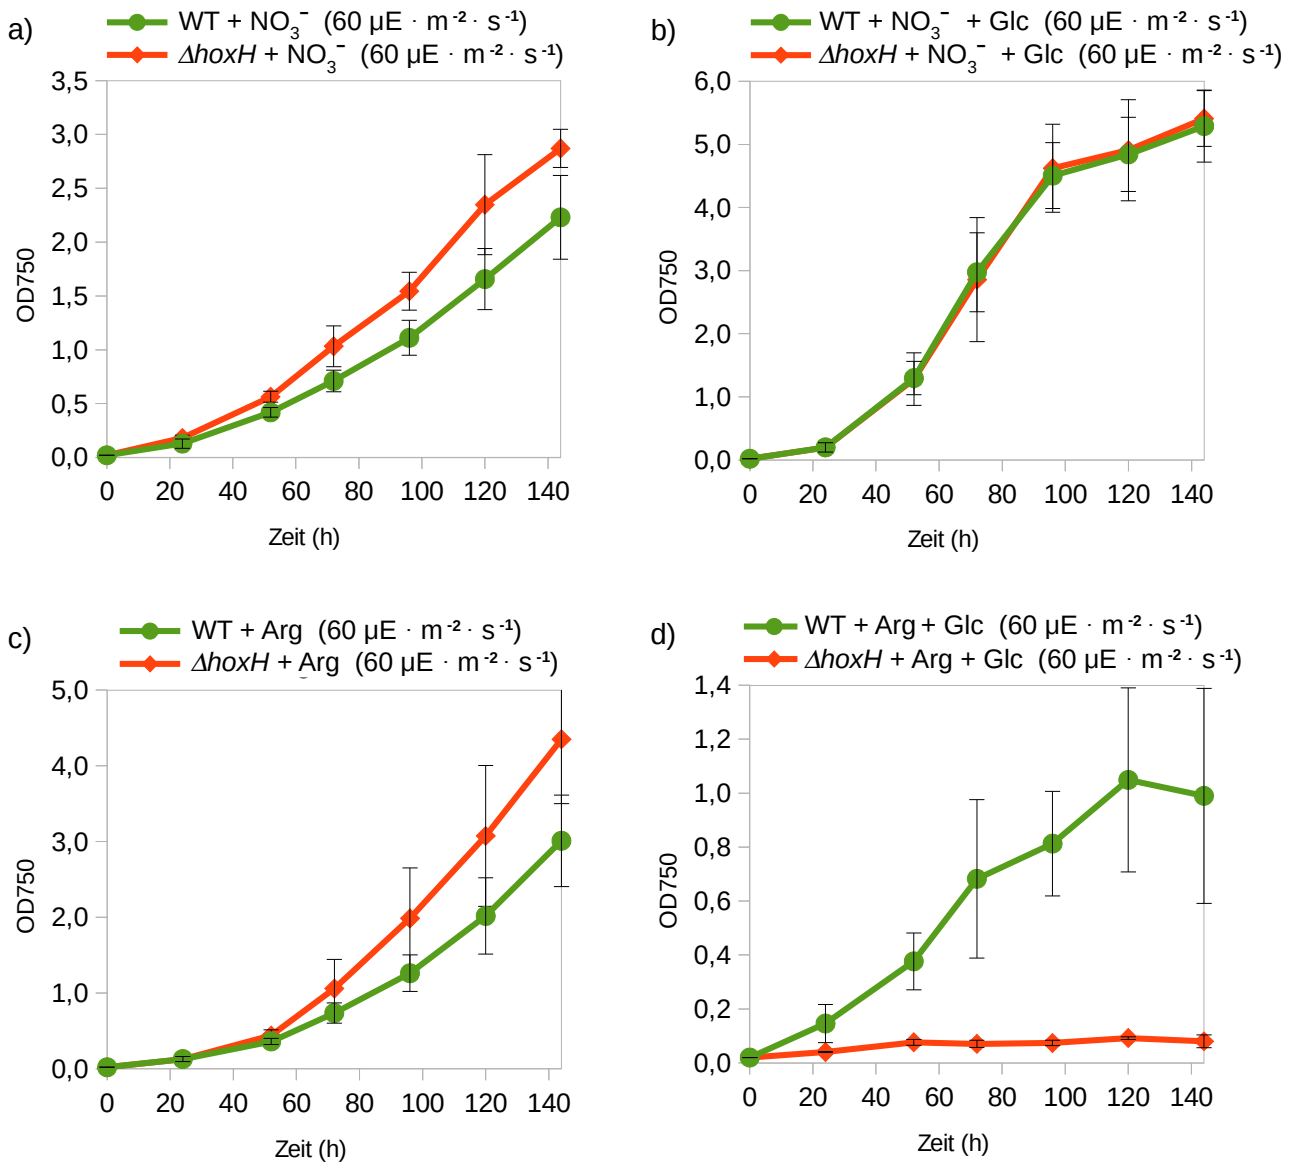 a)
WT + NO₃⁻ (60 µE · m⁻² · s⁻¹)
ΔhoxH + NO₃⁻ (60 µE · m⁻² · s⁻¹)
3,5
3,0
2,5
2,0
1,5
1,0
0,5
0,0
OD750
0 20 40 60 80 100 120 140
Zeit (h)
b)
WT + NO₃⁻ + Glc (60 µE · m⁻² · s⁻¹)
ΔhoxH + NO₃⁻ + Glc (60 µE · m⁻² · s⁻¹)
6,0
5,0
4,0
3,0
2,0
1,0
0,0
OD750
0 20 40 60 80 100 120 140
Zeit (h)
c)
WT + Arg (60 µE · m⁻² · s⁻¹)
ΔhoxH + Arg (60 µE · m⁻² · s⁻¹)
5,0
4,0
3,0
2,0
1,0
0,0
OD750
0 20 40 60 80 100 120 140
Zeit (h)
d)
WT + Arg + Glc (60 µE · m⁻² · s⁻¹)
ΔhoxH + Arg + Glc (60 µE · m⁻² · s⁻¹)
1,4
1,2
1,0
0,8
0,6
0,4
0,2
0,0
OD750
0 20 40 60 80 100 120 140
Zeit (h)